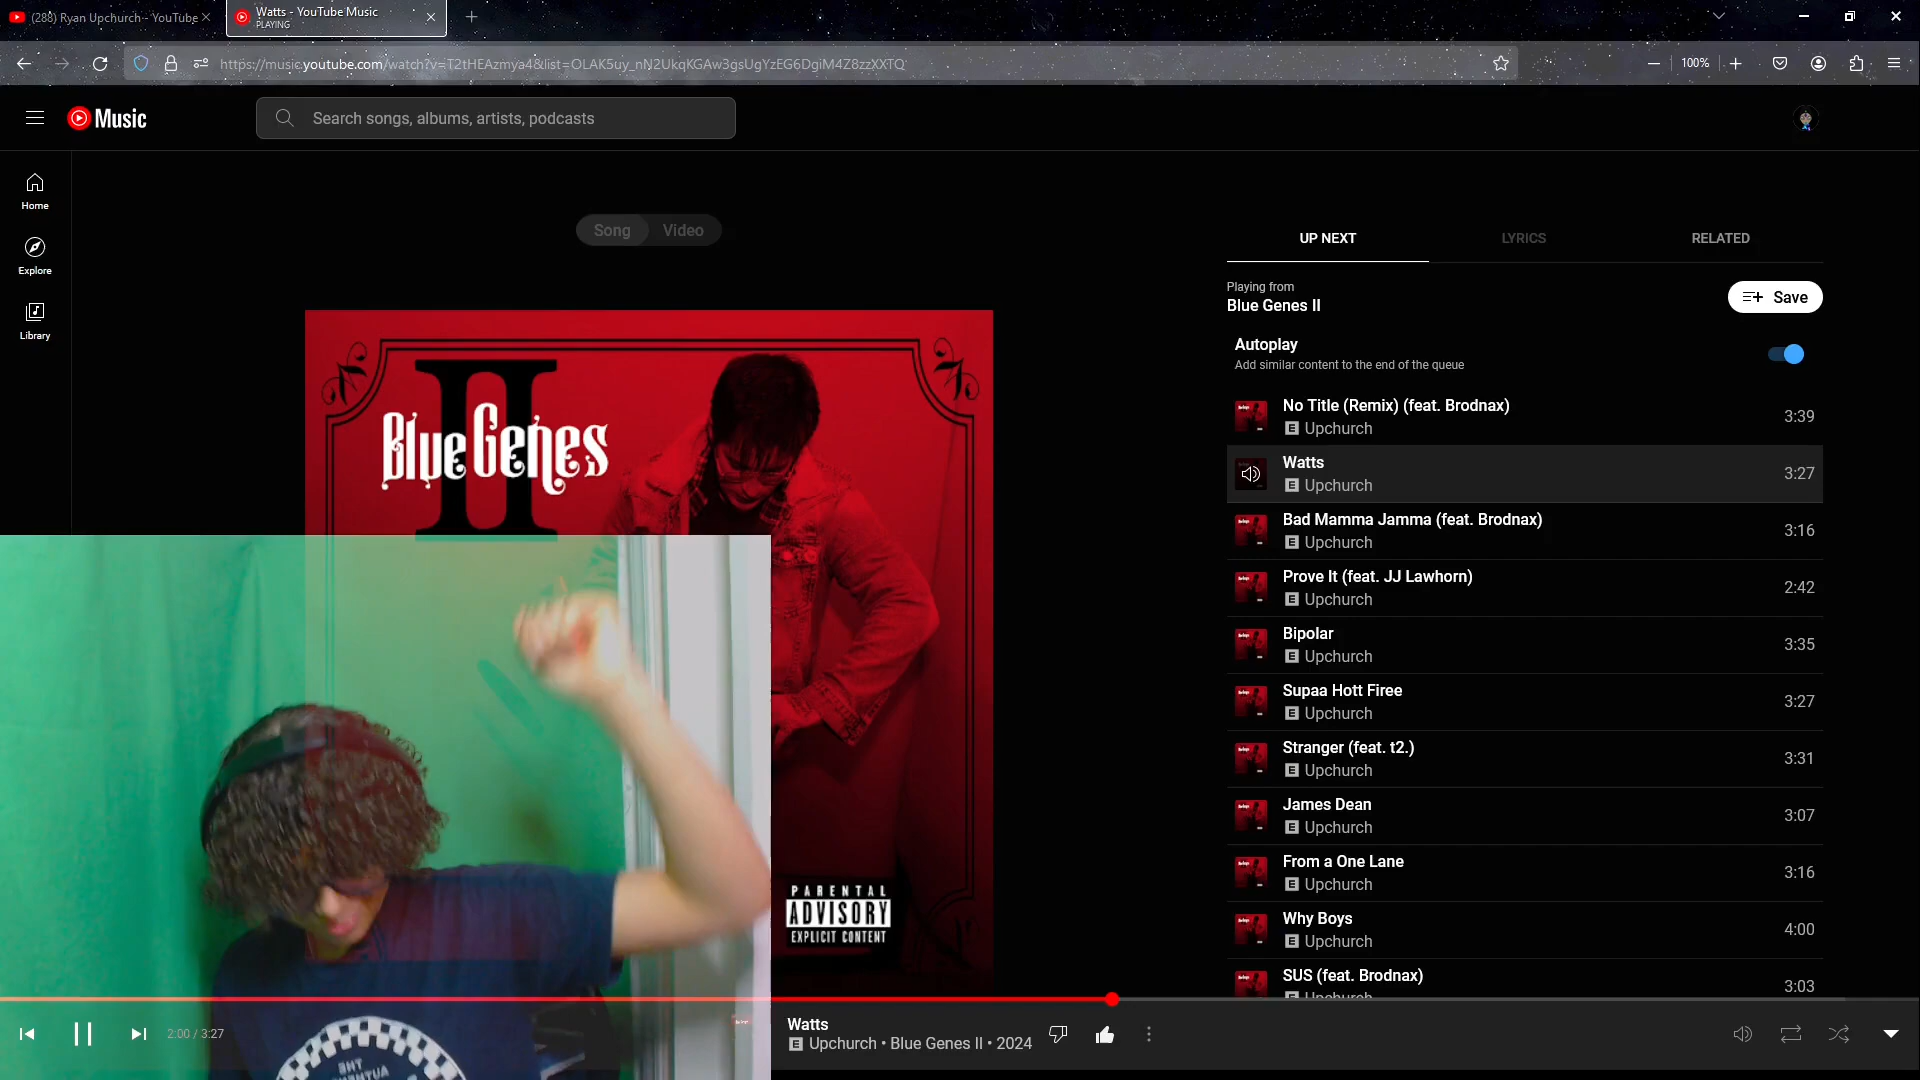 (288) Ryan Upchurch - YouTube
Watts - YouTube Music
PLAYING
https://music.youtube.com/watch?v=T2tHEAzmya4&list=OLAK5uy_nN2UkqKGAw3gsUgYzEG6DgiM4Z8zzXXTQ
100%
Music
Search songs, albums, artists, podcasts
Home
Explore
Library
Song
Video
II
Blue Genes
PARENTAL
ADVISORY
EXPLICIT CONTENT
UP NEXT
LYRICS
RELATED
Playing from
Blue Genes II
Save
Autoplay
Add similar content to the end of the queue
No Title (Remix) (feat. Brodnax)
E Upchurch
3:39
Watts
E Upchurch
3:27
Bad Mamma Jamma (feat. Brodnax)
E Upchurch
3:16
Prove It (feat. JJ Lawhorn)
E Upchurch
2:42
Bipolar
E Upchurch
3:35
Supaa Hott Firee
E Upchurch
3:27
Stranger (feat. t2.)
E Upchurch
3:31
James Dean
E Upchurch
3:07
From a One Lane
E Upchurch
3:16
Why Boys
E Upchurch
4:00
SUS (feat. Brodnax)
E Upchurch
3:03
2:00 / 3:27
Watts
E Upchurch • Blue Genes II • 2024
THE